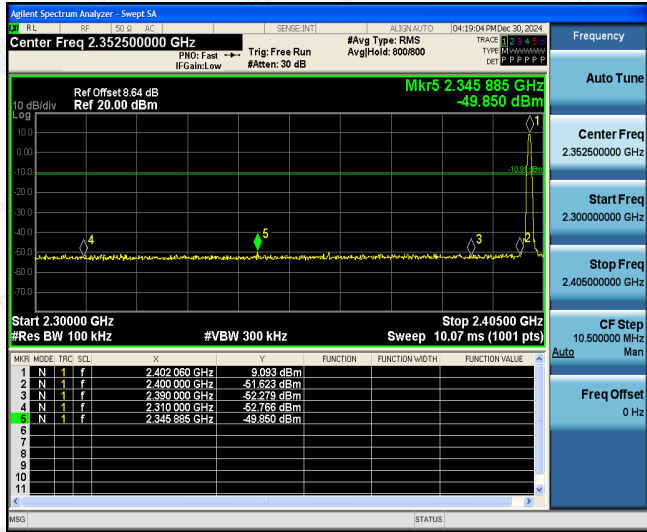 Agilent Spectrum Analyzer - Swept SA
RL RF 50 Ω AC SENSE:INT ALIGN AUTO 04:19:04 PM Dec 30, 2024
Center Freq 2.352500000 GHz
PNO: Fast
IFGain:Low
Trig: Free Run
#Atten: 30 dB
#Avg Type: RMS
Avg|Hold: 800/800
TRACE 1 2 3 4 5 6
TYPE M
DET P P P P P P
Ref Offset 8.64 dB
10 dB/div Ref 20.00 dBm
Log
Mkr5 2.345 885 GHz
-49.850 dBm
10.0
0.00
-10.0
-20.0
-30.0
-40.0
-50.0
-60.0
-70.0
-10.91 dBm
1
2
3
4
5
Start 2.30000 GHz Stop 2.40500 GHz
#Res BW 100 kHz #VBW 300 kHz Sweep 10.07 ms (1001 pts)
MKR MODE TRC SCL X Y FUNCTION FUNCTION WIDTH FUNCTION VALUE
1 N 1 f 2.402 060 GHz 9.093 dBm
2 N 1 f 2.400 000 GHz -51.623 dBm
3 N 1 f 2.390 000 GHz -52.279 dBm
4 N 1 f 2.310 000 GHz -52.766 dBm
5 N 1 f 2.345 885 GHz -49.850 dBm
6
7
8
9
10
11
MSG STATUS
Frequency
Auto Tune
Center Freq
2.352500000 GHz
Start Freq
2.300000000 GHz
Stop Freq
2.405000000 GHz
CF Step
10.500000 MHz
Auto Man
Freq Offset
0 Hz